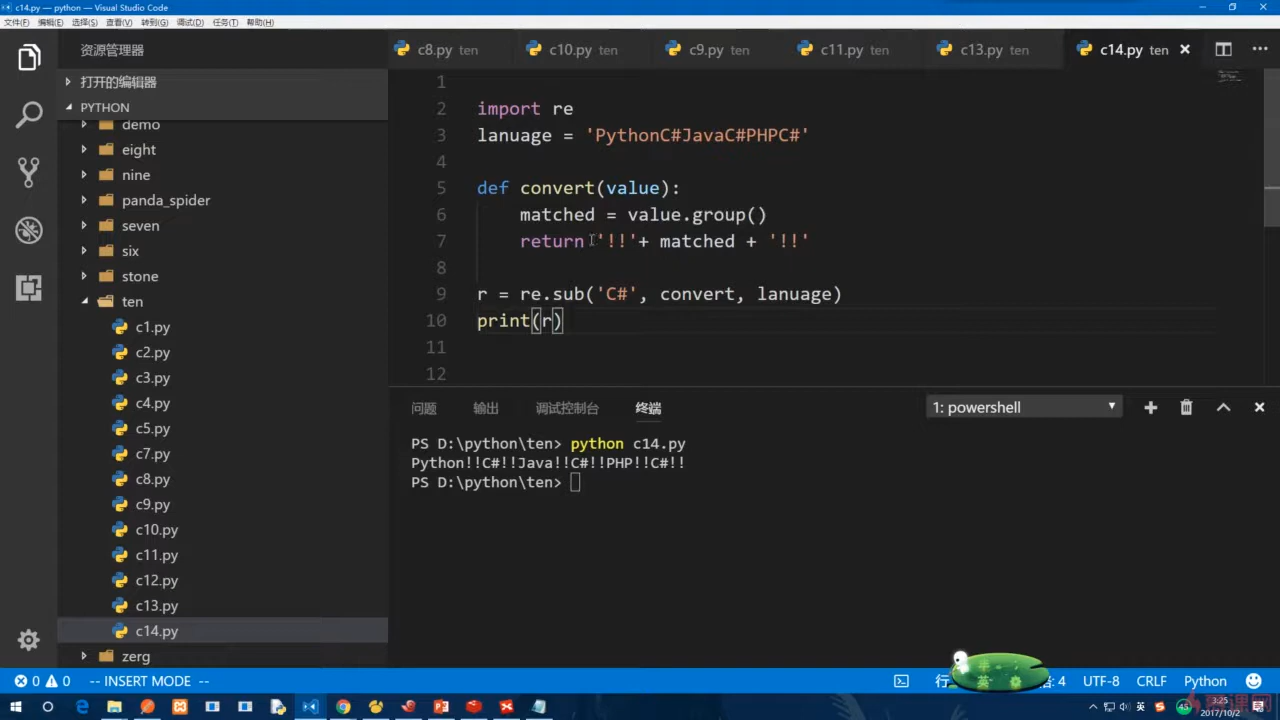 c14.py — python — Visual Studio Code
文件(F) 编辑(E) 选择(S) 查看(V) 转到(G) 调试(D) 任务(T) 帮助(H)
资源管理器
c8.py ten c10.py ten c9.py ten c11.py ten c13.py ten c14.py ten
打开的编辑器
PYTHON
demo
eight
nine
panda_spider
seven
six
stone
ten
c1.py
c2.py
c3.py
c4.py
c5.py
c7.py
c8.py
c9.py
c10.py
c11.py
c12.py
c13.py
c14.py
zerg
1
2 import re
3 lanuage = 'PythonC#JavaC#PHPC#'
4
5 def convert(value):
6 matched = value.group()
7 return '!!'+ matched + '!!'
8
9 r = re.sub('C#', convert, lanuage)
10 print(r)
11
12
问题 输出 调试控制台 终端 1: powershell
PS D:\python\ten> python c14.py
Python!!C#!!Java!!C#!!PHP!!C#!!
PS D:\python\ten>
0 0 -- INSERT MODE -- 行 4 UTF-8 CRLF Python
英
3:25
2017/10/2